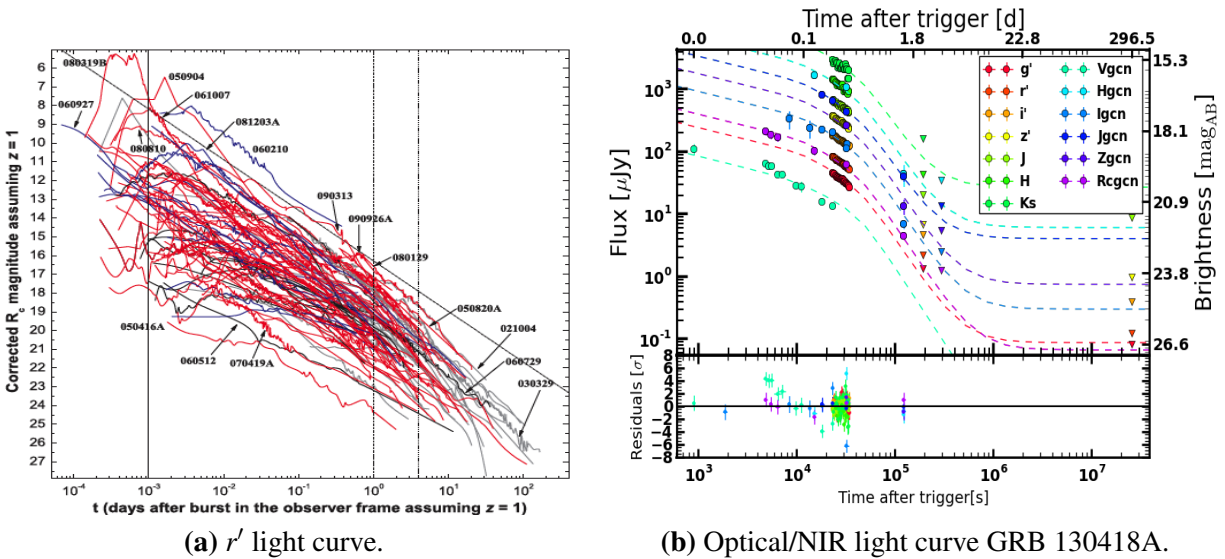 6
7
8
9
10
11
12
13
14
15
16
17
18
19
20
21
22
23
24
25
26
27
Corrected R_c magnitude assuming z = 1
080319B
050904
060927
061007
081203A
080810
060210
090313
090926A
080129
050820A
050416A
021004
060512
070419A
060729
030329
10^-4
10^-3
10^-2
10^-1
10^0
10^1
10^2
t (days after burst in the observer frame assuming z = 1)
(a) r′ light curve.
Time after trigger [d]
0.0 0.1 1.8 22.8 296.5
Flux [μJy]
10^3
10^2
10^1
10^0
10^-1
g' Vgcn
r' Hgcn
i' Igcn
z' Jgcn
J Zgcn
H Rcgcn
Ks
15.3
18.1
20.9
23.8
26.6
Brightness [mag_AB]
Residuals [σ]
8
6
4
2
0
-2
-4
-6
-8
10^3 10^4 10^5 10^6 10^7
Time after trigger[s]
(b) Optical/NIR light curve GRB 130418A.